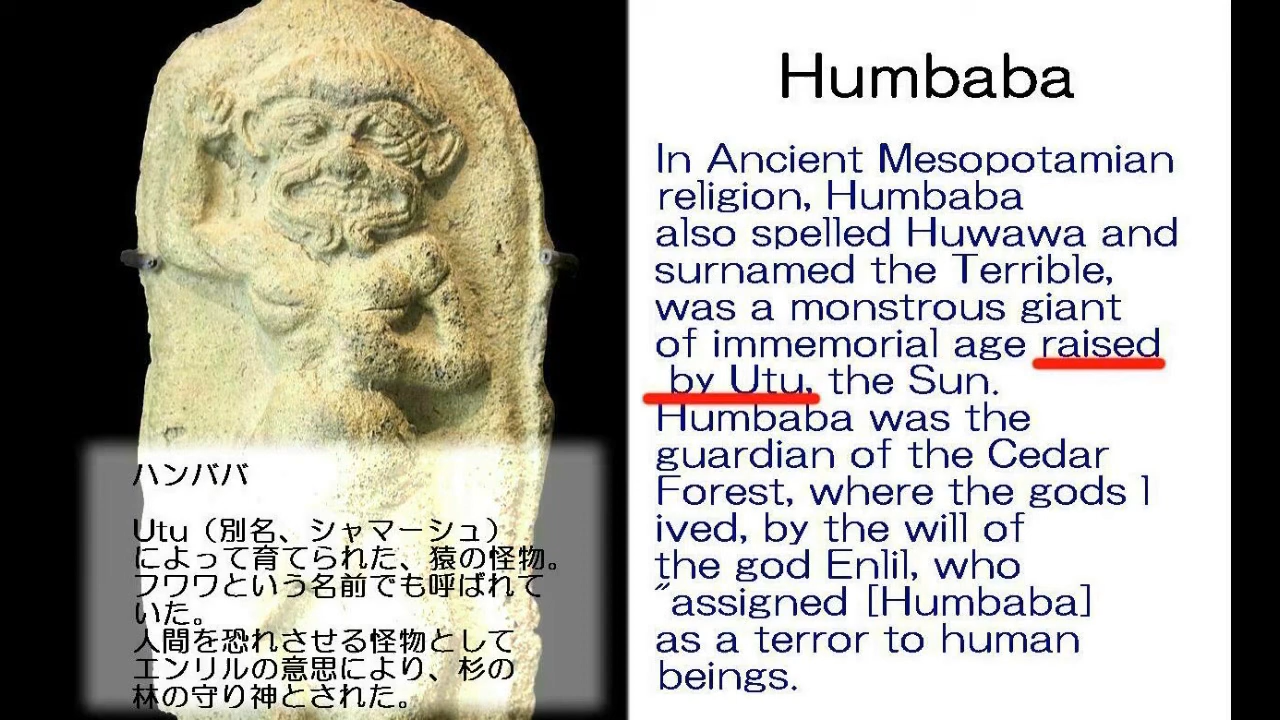 Humbaba
In Ancient Mesopotamian
religion, Humbaba
also spelled Huwawa and
surnamed the Terrible,
was a monstrous giant
of immemorial age raised
by Utu, the Sun.
Humbaba was the
guardian of the Cedar
Forest, where the gods l
ived, by the will of
the god Enlil, who
"assigned [Humbaba]
as a terror to human
beings.
ハンババ
Utu（別名、シャマーシュ）
によって育てられた、猿の怪物。
フワワという名前でも呼ばれて
いた。
人間を恐れさせる怪物として
エンリルの意思により、杉の
林の守り神とされた。